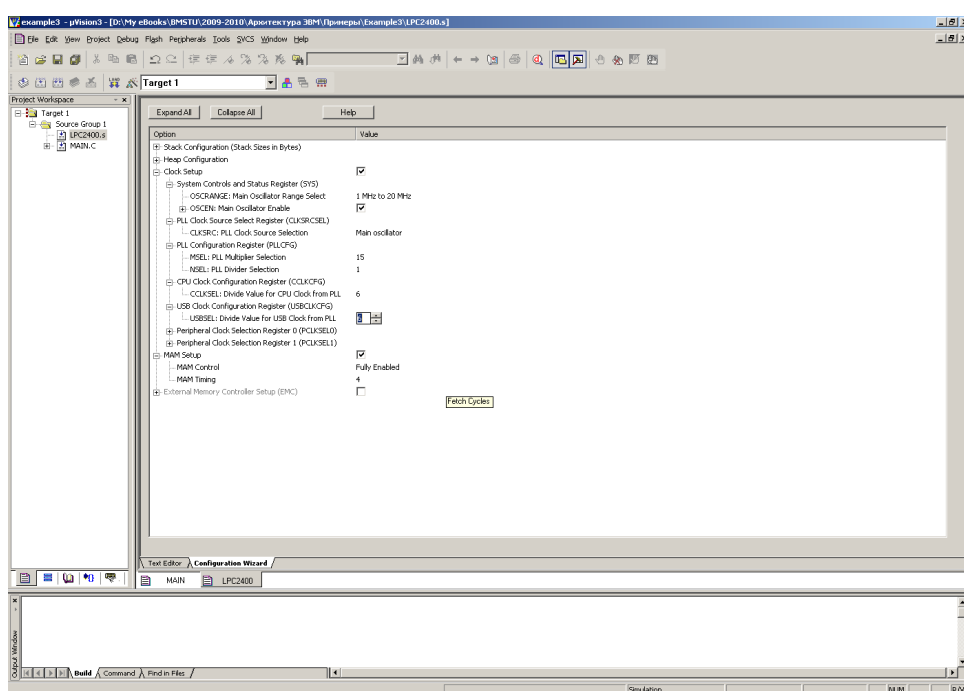 example3 - µVision3 - [D:\My eBooks\BMSTU\2009-2010\Архитектура ЭВМ\Примеры\Example3\LPC2400.s]
File Edit View Project Debug Flash Peripherals Tools SVCS Window Help
Target 1
Project Workspace
Target 1
Source Group 1
LPC2400.s
MAIN.C
Expand All Collapse All Help
Option Value
Stack Configuration (Stack Sizes in Bytes)
Heap Configuration
Clock Setup
System Controls and Status Register (SYS)
OSCRANGE: Main Oscillator Range Select 1 MHz to 20 MHz
OSCEN: Main Oscillator Enable
PLL Clock Source Select Register (CLKSRCSEL)
CLKSRC: PLL Clock Source Selection Main oscillator
PLL Configuration Register (PLLCFG)
MSEL: PLL Multiplier Selection 15
NSEL: PLL Divider Selection 1
CPU Clock Configuration Register (CCLKCFG)
CCLKSEL: Divide Value for CPU Clock from PLL 6
USB Clock Configuration Register (USBCLKCFG)
USBSEL: Divide Value for USB Clock from PLL
Peripheral Clock Selection Register 0 (PCLKSEL0)
Peripheral Clock Selection Register 1 (PCLKSEL1)
MAM Setup
MAM Control Fully Enabled
MAM Timing 4
External Memory Controller Setup (EMC)
Fetch Cycles
Text Editor Configuration Wizard
MAIN LPC2400
Output Window
Build Command Find in Files
Simulation NUM R/W